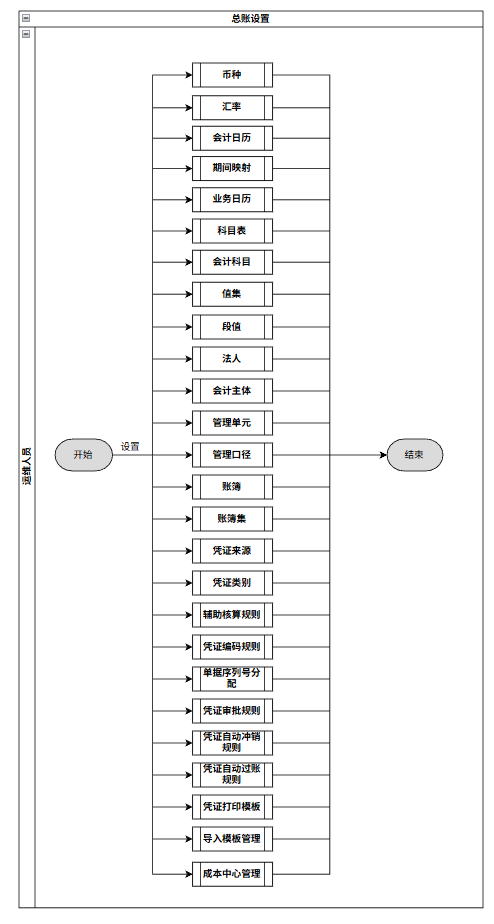 总账设置
运维人员
币种
汇率
会计日历
期间映射
业务日历
科目表
会计科目
值集
段值
法人
会计主体
管理单元
开始
设置
管理口径
结束
账簿
账簿集
凭证来源
凭证类别
辅助核算规则
凭证编码规则
单据序列号分
配
凭证审批规则
凭证自动冲销
规则
凭证自动过账
规则
凭证打印模板
导入模板管理
成本中心管理